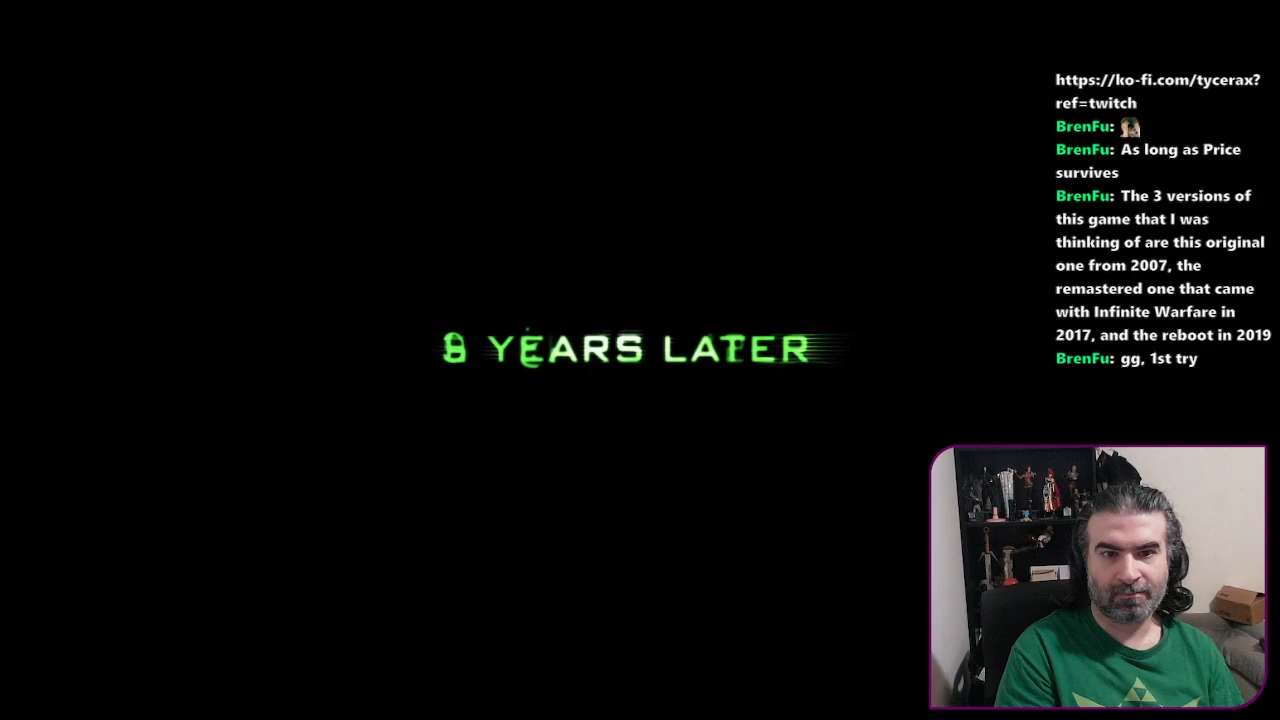 https://ko-fi.com/tycerax?
ref=twitch
BrenFu:
BrenFu: As long as Price
survives
BrenFu: The 3 versions of
this game that I was
thinking of are this original
one from 2007, the
remastered one that came
with Infinite Warfare in
2017, and the reboot in 2019
BrenFu: gg, 1st try
YEARS LATER